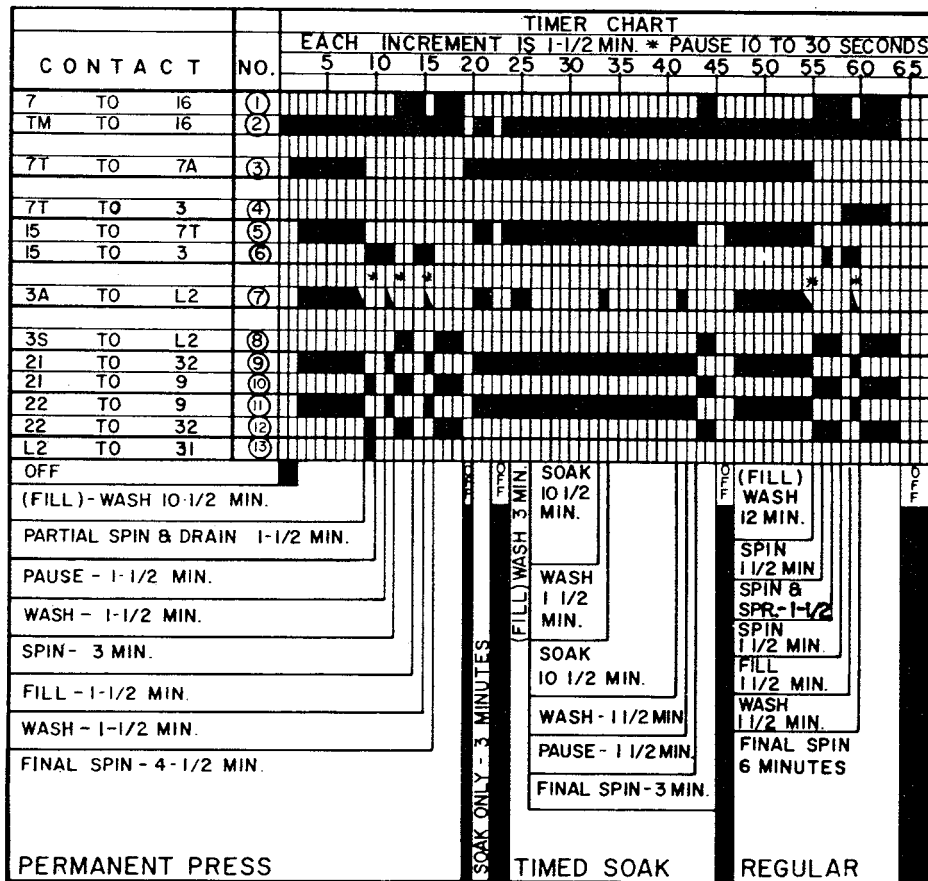 TIMER CHART
EACH INCREMENT IS 1-1/2 MIN. * PAUSE 10 TO 30 SECONDS
CONTACT NO. 5 10 15 20 25 30 35 40 45 50 55 60 65
7 TO 16 ①
TM TO 16 ②
7T TO 7A ③
7T TO 3 ④
15 TO 7T ⑤
15 TO 3 ⑥
* * * * *
3A TO L2 ⑦
3S TO L2 ⑧
21 TO 32 ⑨
21 TO 9 ⑩
22 TO 9 ⑪
22 TO 32 ⑫
L2 TO 31 ⑬
OFF
(FILL)-WASH 10-1/2 MIN.
PARTIAL SPIN & DRAIN 1-1/2 MIN.
PAUSE - 1-1/2 MIN.
WASH - 1-1/2 MIN.
SPIN- 3 MIN.
FILL-1-1/2 MIN.
WASH - 1-1/2 MIN.
FINAL SPIN - 4-1/2 MIN.
PERMANENT PRESS
SOAK ONLY - 3 MINUTES
OFF
(FILL) WASH 3 MIN.
SOAK
10 1/2
MIN.
WASH
1 1/2
MIN.
SOAK
10 1/2 MIN.
WASH - 1 1/2 MIN
PAUSE - 1 1/2 MIN.
FINAL SPIN-3 MIN.
TIMED SOAK
OFF
(FILL)
WASH
12 MIN.
SPIN
1 1/2 MIN
SPIN &
SPR.-1-1/2
SPIN
1 1/2 MIN.
FILL
1 1/2 MIN.
WASH
1 1/2 MIN.
FINAL SPIN
6 MINUTES
REGULAR
OFF